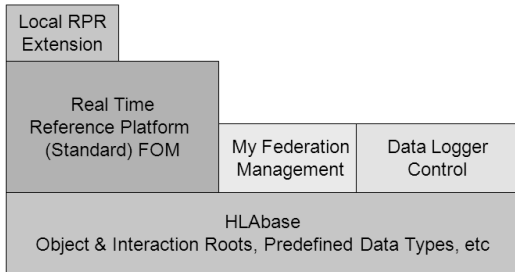 Local RPR
Extension
Real Time
Reference Platform
(Standard) FOM
My Federation
Management
Data Logger
Control
HLAbase
Object & Interaction Roots, Predefined Data Types, etc